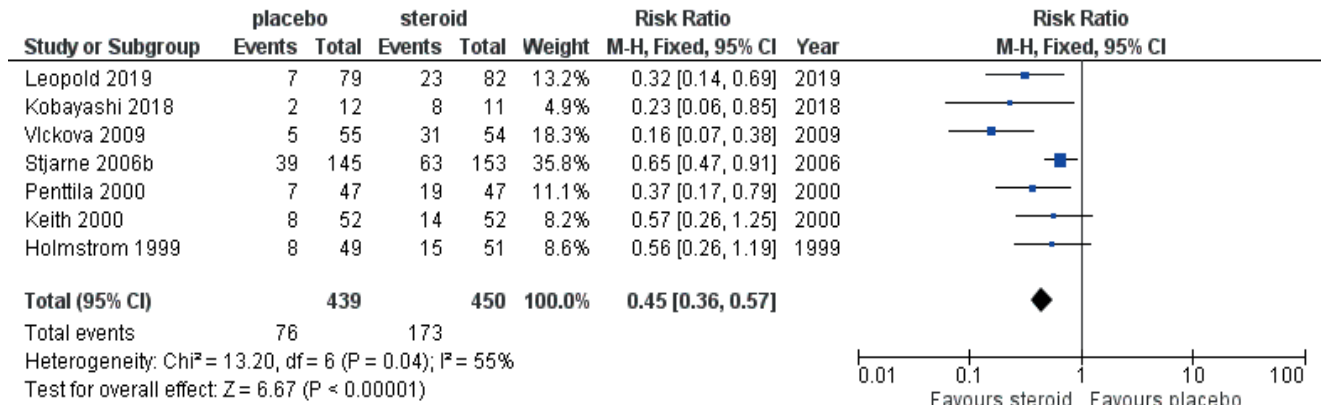 placebo steroid Risk Ratio Risk Ratio
Study or Subgroup Events Total Events Total Weight M-H, Fixed, 95% CI Year M-H, Fixed, 95% CI
Leopold 2019 7 79 23 82 13.2% 0.32 [0.14, 0.69] 2019
Kobayashi 2018 2 12 8 11 4.9% 0.23 [0.06, 0.85] 2018
Vlckova 2009 5 55 31 54 18.3% 0.16 [0.07, 0.38] 2009
Stjarne 2006b 39 145 63 153 35.8% 0.65 [0.47, 0.91] 2006
Penttila 2000 7 47 19 47 11.1% 0.37 [0.17, 0.79] 2000
Keith 2000 8 52 14 52 8.2% 0.57 [0.26, 1.25] 2000
Holmstrom 1999 8 49 15 51 8.6% 0.56 [0.26, 1.19] 1999
Total (95% CI) 439 450 100.0% 0.45 [0.36, 0.57]
Total events 76 173
Heterogeneity: Chi² = 13.20, df = 6 (P = 0.04); I² = 55%
Test for overall effect: Z = 6.67 (P < 0.00001)
0.01 0.1 1 10 100
Favours steroid Favours placebo